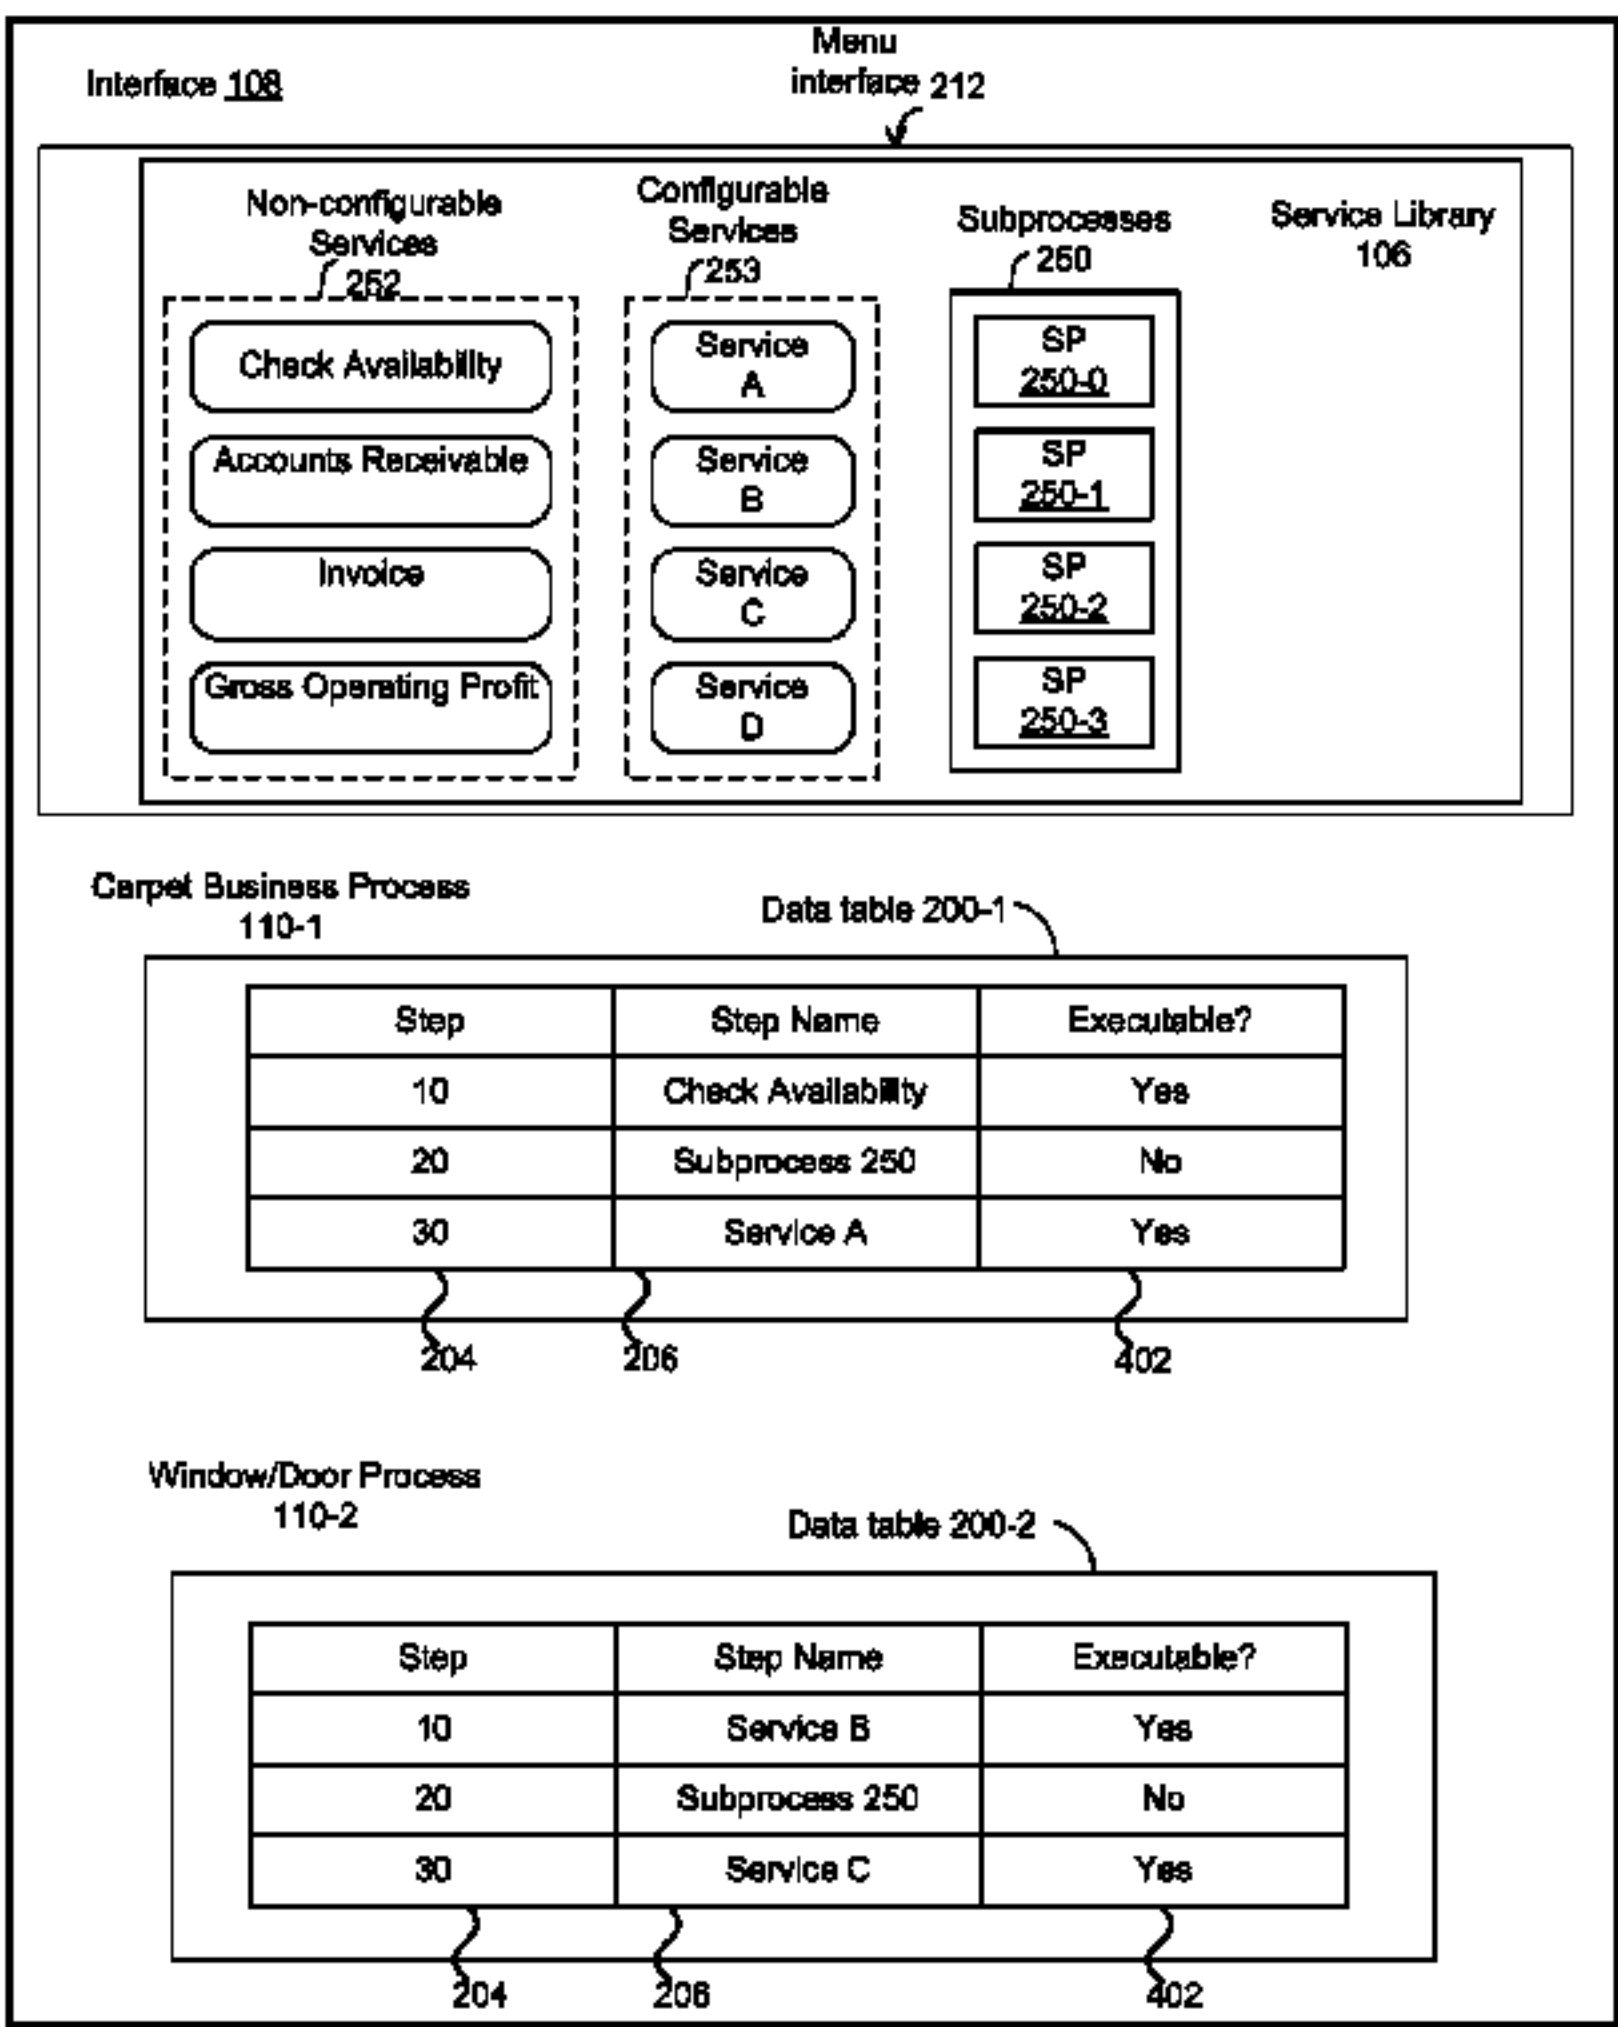 Interface 108
Menu
interface 212
Non-configurable
Services
252
Configurable
Services
253
Subprocesses
250
Service Library
106
Check Availability
Accounts Receivable
Invoice
Gross Operating Profit
Service
A
Service
B
Service
C
Service
D
SP
250-0
SP
250-1
SP
250-2
SP
250-3
Carpet Business Process
110-1
Data table 200-1
Step Step Name Executable?
10 Check Availability Yes
20 Subprocess 250 No
30 Service A Yes
204 206 402
Window/Door Process
110-2
Data table 200-2
Step Step Name Executable?
10 Service B Yes
20 Subprocess 250 No
30 Service C Yes
204 206 402